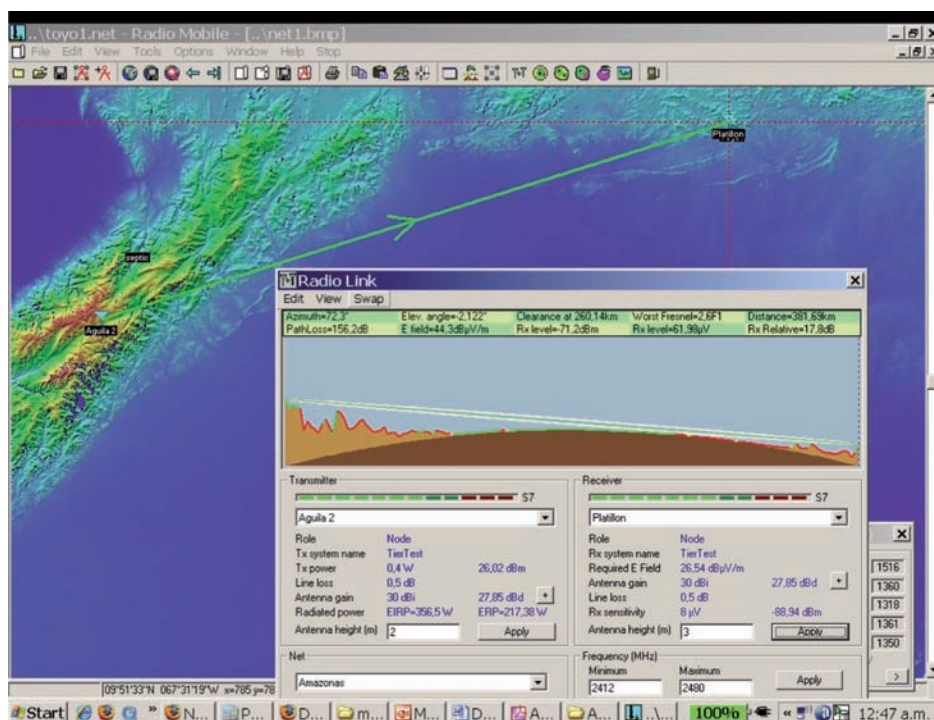 ..\toyo1.net - Radio Mobile - [..\net1.bmp]
File Edit View Tools Options Window Help Stop
Platillon
septic
Aguila 2
Radio Link
Edit View Swap
Azimuth=72,3° Elev. angle=-2,122° Clearance at 260,14km Worst Fresnel=2,6F1 Distance=381,69km
PathLoss=156,2dB E field=44,3dBµV/m Rx level=-71,2dBm Rx level=61,98µV Rx Relative=17,8dB
Transmitter
S7
Aguila 2
Role Node
Tx system name TierTest
Tx power 0,4 W 26,02 dBm
Line loss 0,5 dB
Antenna gain 30 dBi 27,85 dBd +
Radiated power EIRP=356,5 W ERP=217,38 W
Antenna height (m) 2 Apply
Net
Amazonas
Receiver
S7
Platillon
Role Node
Rx system name TierTest
Required E Field 26,54 dBµV/m
Antenna gain 30 dBi 27,85 dBd +
Line loss 0,5 dB
Rx sensitivity 8 µV -88,94 dBm
Antenna height (m) 3 Apply
Frequency (MHz)
Minimum Maximum
2412 2480 Apply
1516
1360
1318
1361
1350
>
09°51'33"N 067°31'19"W x=785 y=78
Start » N... P... D... m... M... D... A... A... ..\... 100% « 12:47 a.m.